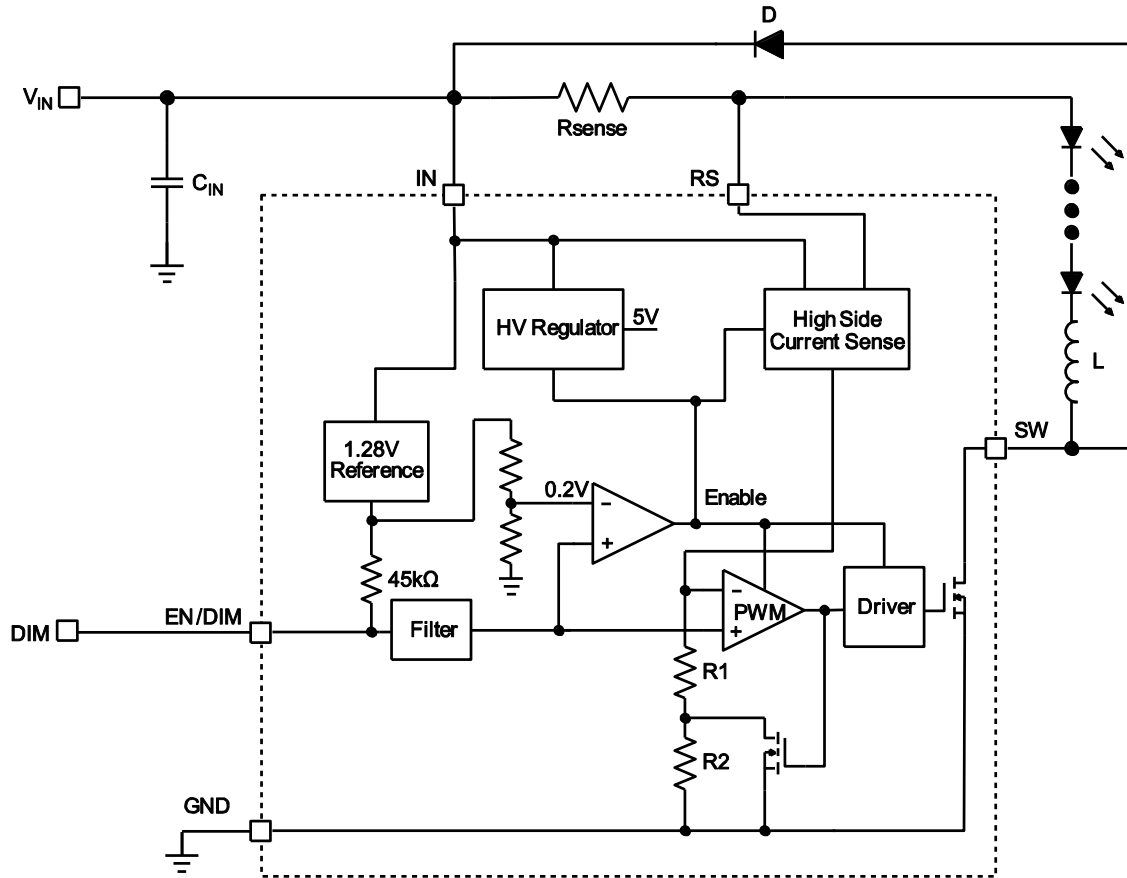 D
VIN
Rsense
CIN
IN
RS
HV Regulator
5V
High Side
Current Sense
L
1.28V
Reference
SW
0.2V
−
+
Enable
45kΩ
DIM
EN/DIM
Filter
−
PWM
+
Driver
R1
R2
GND